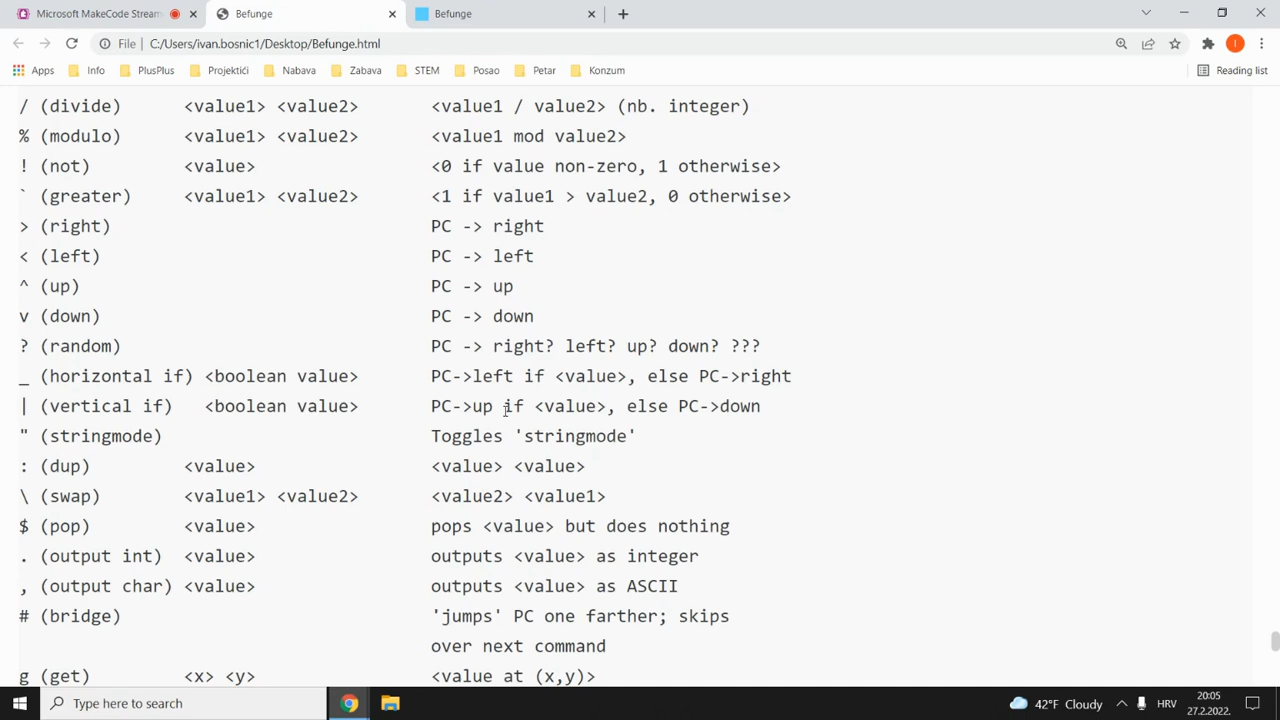 Microsoft MakeCode Stream
Befunge
Befunge
File C:/Users/ivan.bosnic1/Desktop/Befunge.html
Apps Info PlusPlus Projektići Nabava Zabava STEM Posao Petar Konzum Reading list
/ (divide) <value1> <value2> <value1 / value2> (nb. integer)
% (modulo) <value1> <value2> <value1 mod value2>
! (not) <value> <0 if value non-zero, 1 otherwise>
` (greater) <value1> <value2> <1 if value1 > value2, 0 otherwise>
> (right) PC -> right
< (left) PC -> left
^ (up) PC -> up
v (down) PC -> down
? (random) PC -> right? left? up? down? ???
_ (horizontal if) <boolean value> PC->left if <value>, else PC->right
| (vertical if) <boolean value> PC->up if <value>, else PC->down
" (stringmode) Toggles 'stringmode'
: (dup) <value> <value> <value>
\ (swap) <value1> <value2> <value2> <value1>
$ (pop) <value> pops <value> but does nothing
. (output int) <value> outputs <value> as integer
, (output char) <value> outputs <value> as ASCII
# (bridge) 'jumps' PC one farther; skips
over next command
g (get) <x> <y> <value at (x,y)>
Type here to search
42°F Cloudy
HRV
20:05
27.2.2022.